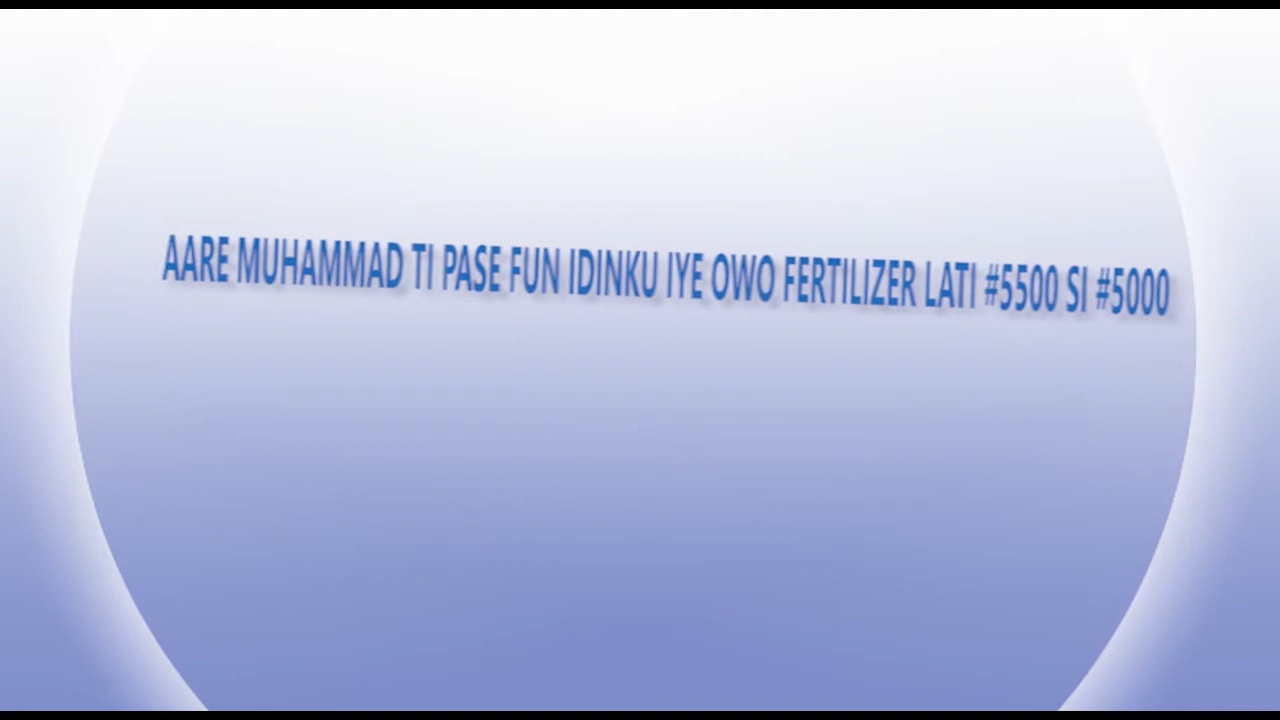 AARE MUHAMMAD TI PASE FUN IDINKU IYE OWO FERTILIZER LATI #5500 SI #5000